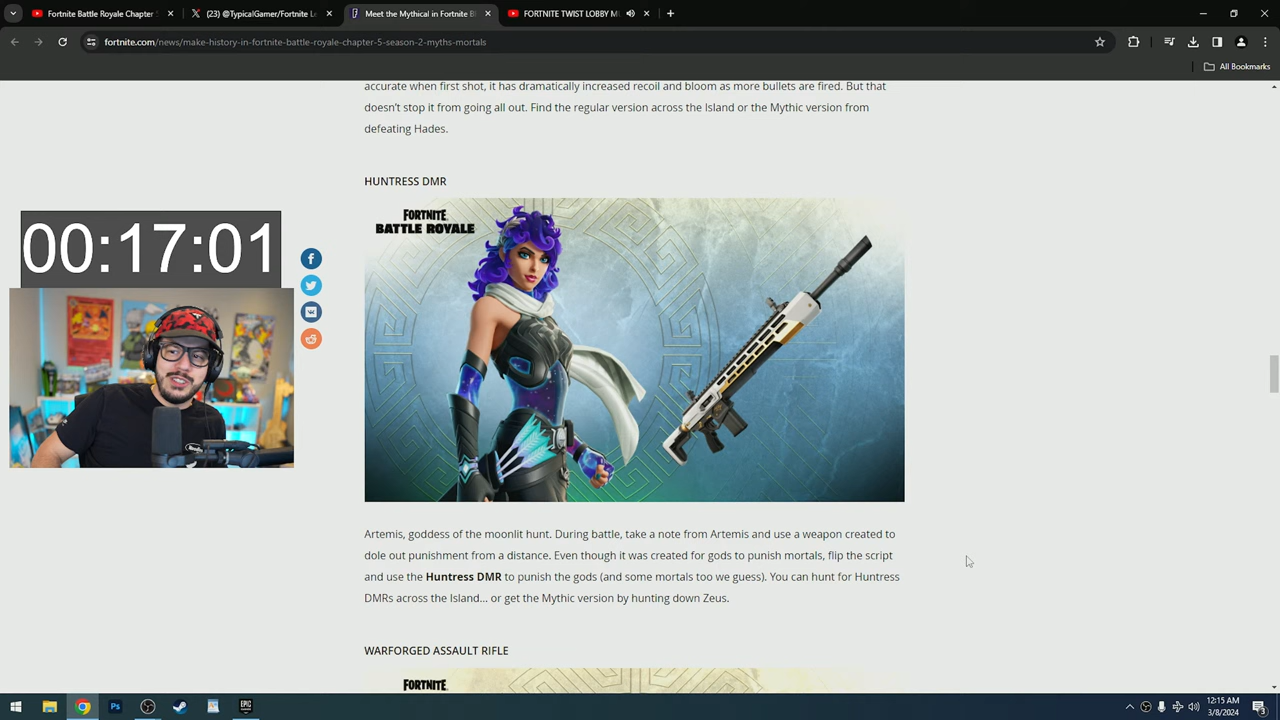 Fortnite Battle Royale Chapter 5
(23) @TypicalGamer/Fortnite Le
Meet the Mythical in Fortnite B
FORTNITE TWIST LOBBY M
fortnite.com/news/make-history-in-fortnite-battle-royale-chapter-5-season-2-myths-mortals
All Bookmarks
accurate when first shot, it has dramatically increased recoil and bloom as more bullets are fired. But that
doesn't stop it from going all out. Find the regular version across the Island or the Mythic version from
defeating Hades.
HUNTRESS DMR
FORTNITE
BATTLE ROYALE
00:17:01
Artemis, goddess of the moonlit hunt. During battle, take a note from Artemis and use a weapon created to
dole out punishment from a distance. Even though it was created for gods to punish mortals, flip the script
and use the Huntress DMR to punish the gods (and some mortals too we guess). You can hunt for Huntress
DMRs across the Island... or get the Mythic version by hunting down Zeus.
WARFORGED ASSAULT RIFLE
FORTNITE
12:15 AM
3/8/2024